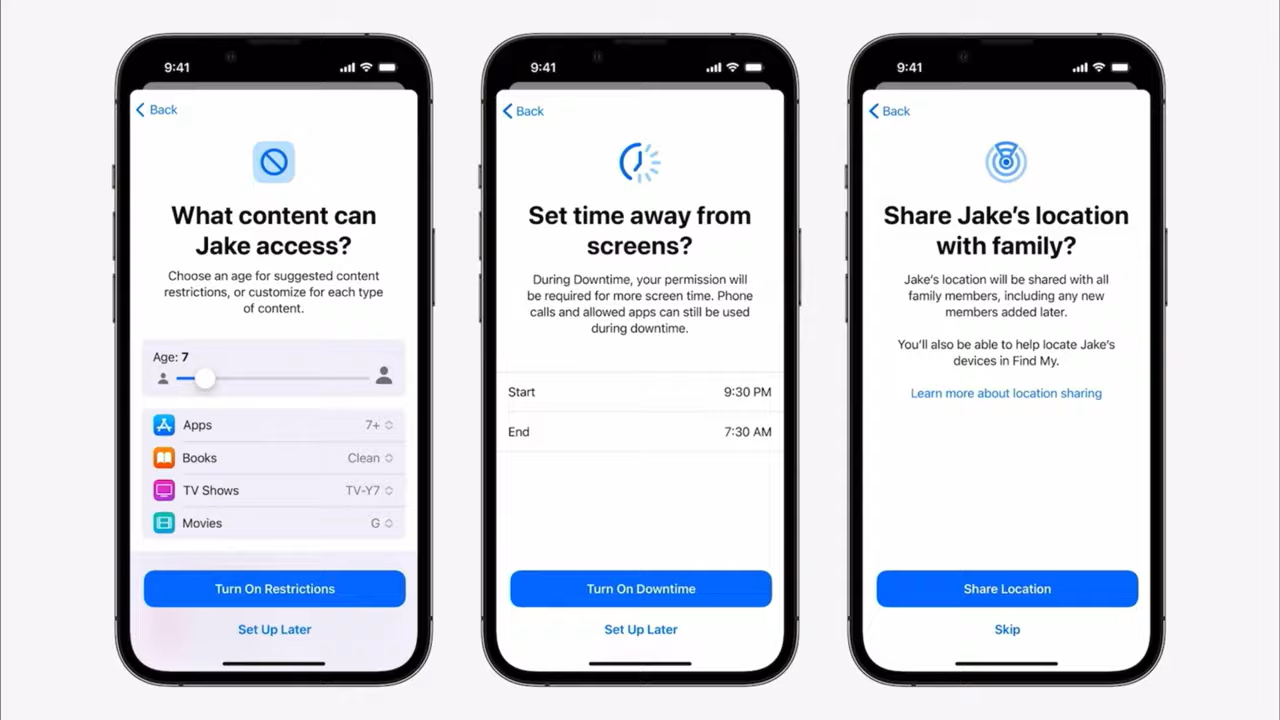 9:41
Back
What content can
Jake access?
Choose an age for suggested content
restrictions, or customize for each type
of content.
Age: 7
Apps 7+
Books Clean
TV Shows TV-Y7
Movies G
Turn On Restrictions
Set Up Later
9:41
Back
Set time away from
screens?
During Downtime, your permission will
be required for more screen time. Phone
calls and allowed apps can still be used
during downtime.
Start 9:30 PM
End 7:30 AM
Turn On Downtime
Set Up Later
9:41
Back
Share Jake’s location
with family?
Jake’s location will be shared with all
family members, including any new
members added later.
You’ll also be able to help locate Jake’s
devices in Find My.
Learn more about location sharing
Share Location
Skip